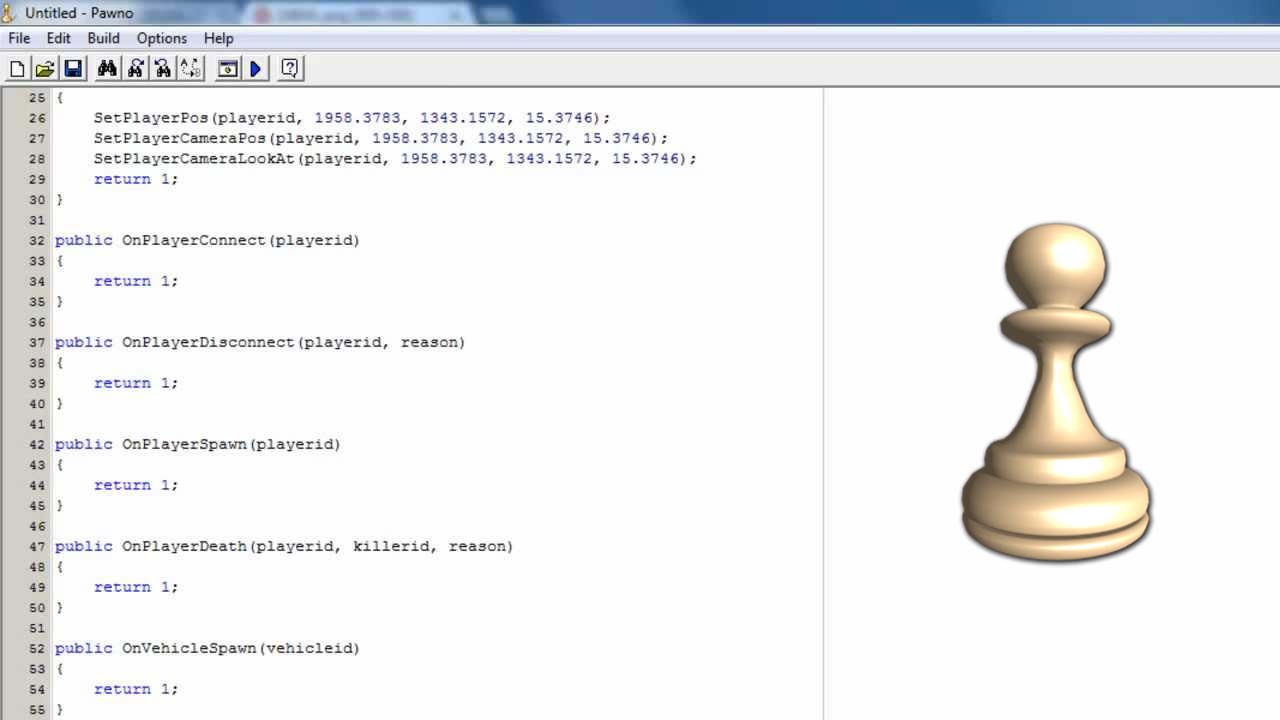 Untitled - Pawno
File Edit Build Options Help
25 {
26 SetPlayerPos(playerid, 1958.3783, 1343.1572, 15.3746);
27 SetPlayerCameraPos(playerid, 1958.3783, 1343.1572, 15.3746);
28 SetPlayerCameraLookAt(playerid, 1958.3783, 1343.1572, 15.3746);
29 return 1;
30 }
31
32 public OnPlayerConnect(playerid)
33 {
34 return 1;
35 }
36
37 public OnPlayerDisconnect(playerid, reason)
38 {
39 return 1;
40 }
41
42 public OnPlayerSpawn(playerid)
43 {
44 return 1;
45 }
46
47 public OnPlayerDeath(playerid, killerid, reason)
48 {
49 return 1;
50 }
51
52 public OnVehicleSpawn(vehicleid)
53 {
54 return 1;
55 }